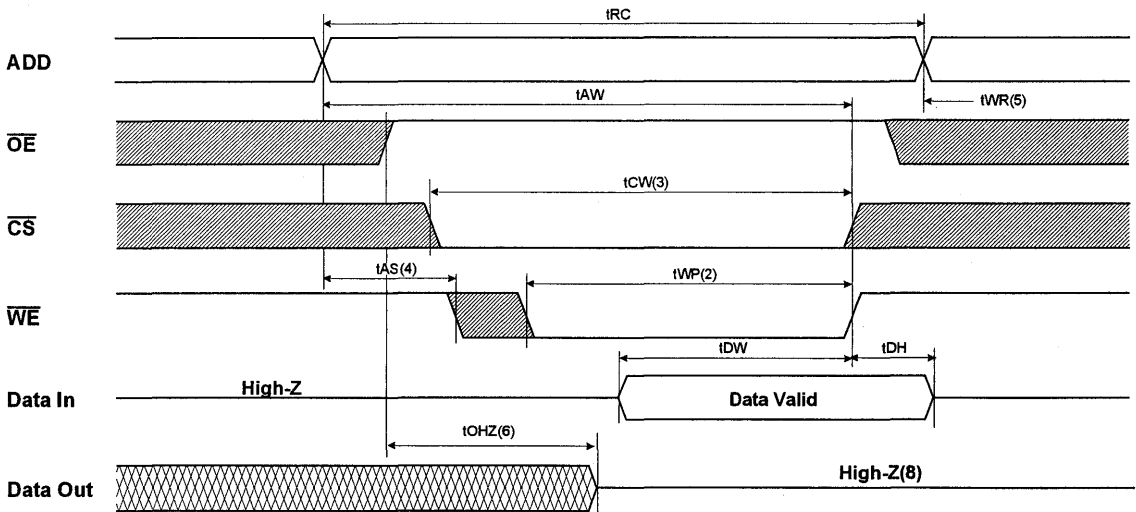 tRC
ADD
tAW
tWR(5)
OE
tCW(3)
CS
tAS(4)
tWP(2)
WE
tDW
tDH
High-Z
Data In
Data Valid
tOHZ(6)
High-Z(8)
Data Out